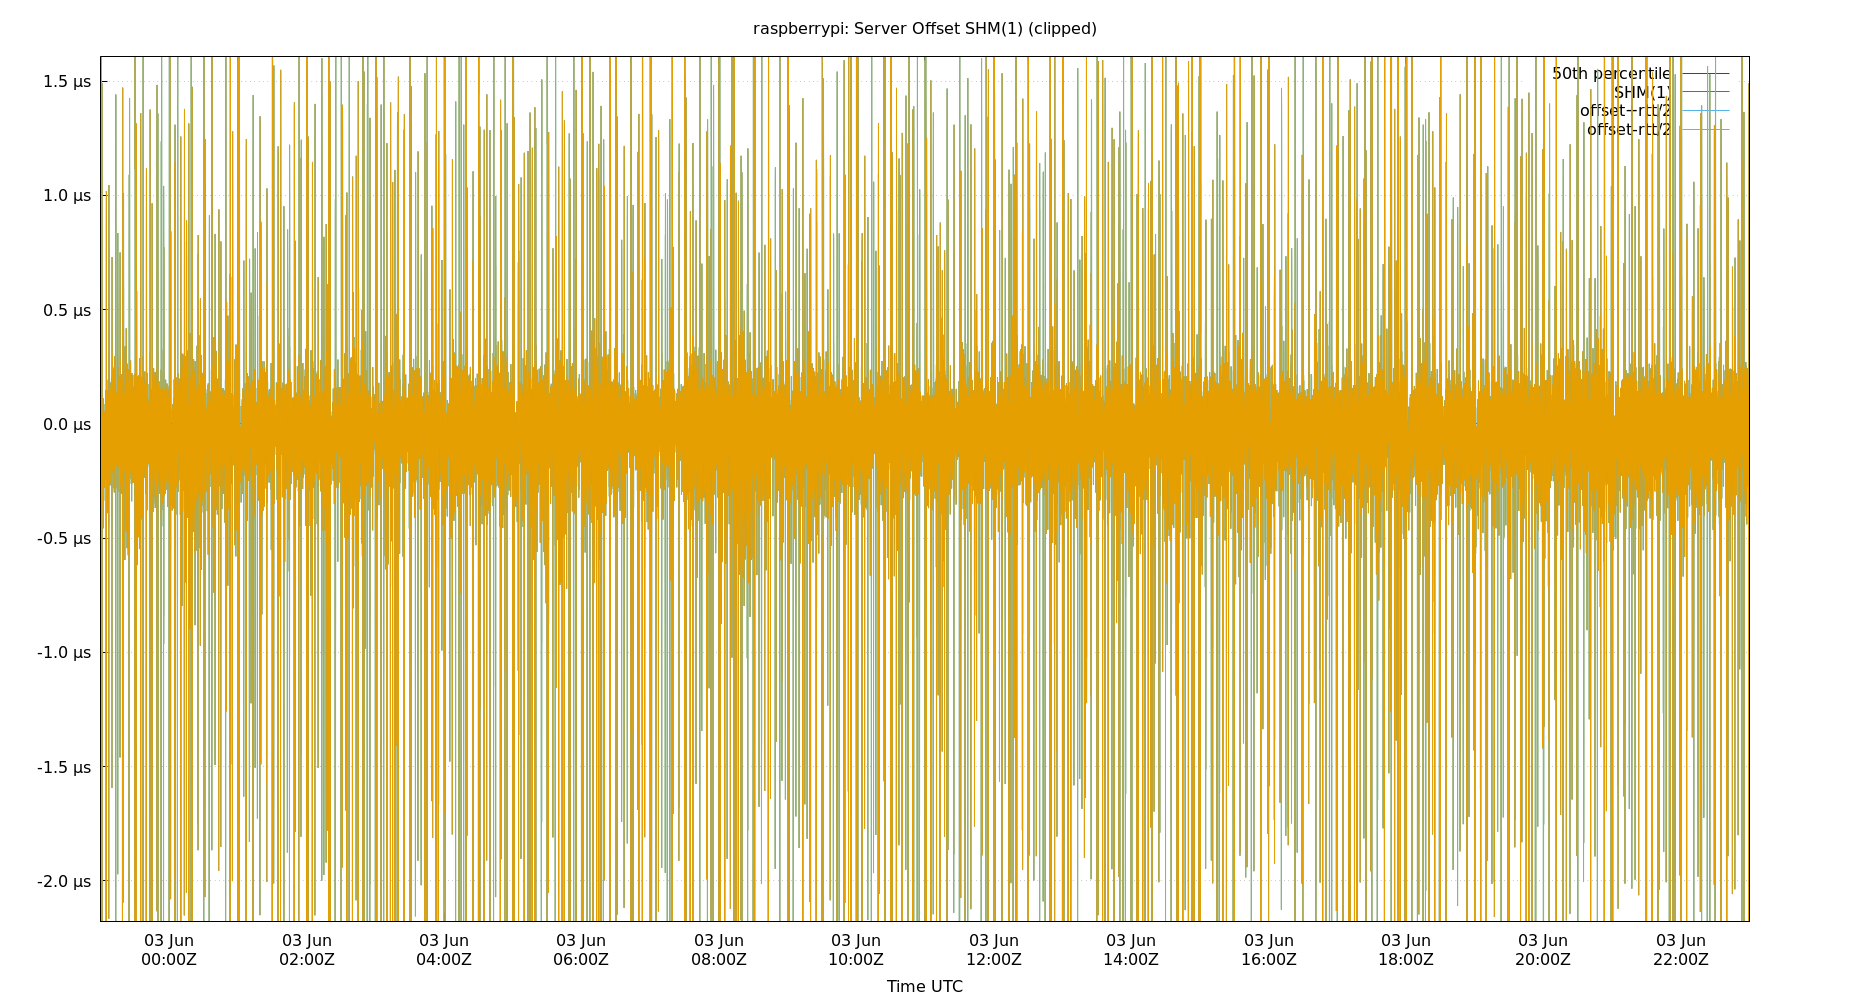 raspberrypi: Server Offset SHM(1) (clipped)
1.5 µs
1.0 µs
0.5 µs
0.0 µs
-0.5 µs
-1.0 µs
-1.5 µs
-2.0 µs
50th percentile
SHM(1)
offset+rtt/2
offset-rtt/2
03 Jun 03 Jun 03 Jun 03 Jun 03 Jun 03 Jun 03 Jun 03 Jun 03 Jun 03 Jun 03 Jun 03 Jun
00:00Z 02:00Z 04:00Z 06:00Z 08:00Z 10:00Z 12:00Z 14:00Z 16:00Z 18:00Z 20:00Z 22:00Z
Time UTC